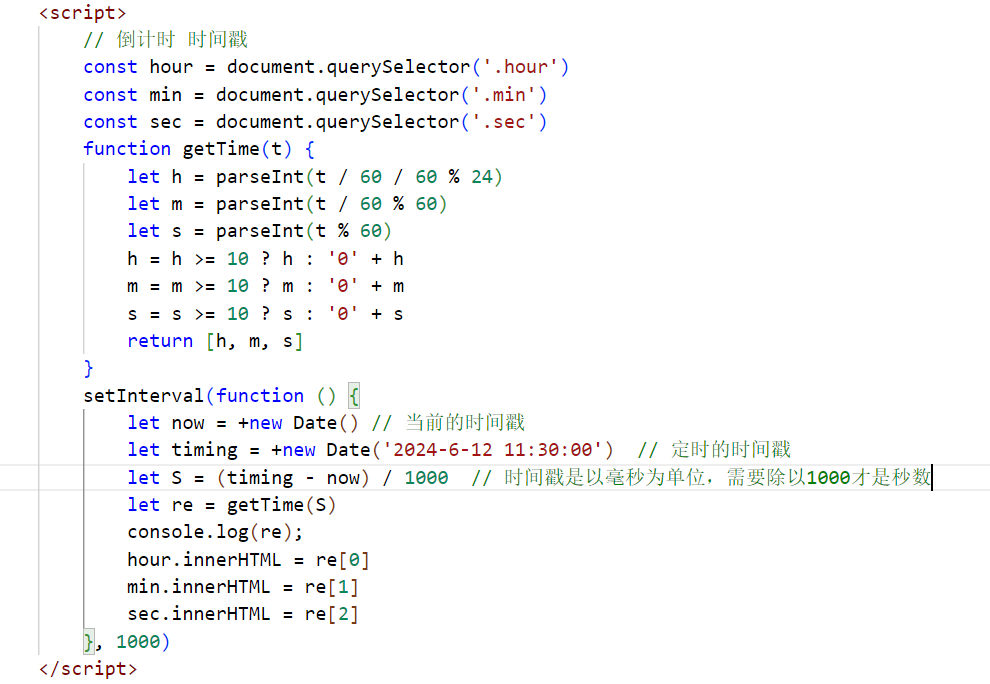 <script>
// 倒计时 时间戳
const hour = document.querySelector('.hour')
const min = document.querySelector('.min')
const sec = document.querySelector('.sec')
function getTime(t) {
let h = parseInt(t / 60 / 60 % 24)
let m = parseInt(t / 60 % 60)
let s = parseInt(t % 60)
h = h >= 10 ? h : '0' + h
m = m >= 10 ? m : '0' + m
s = s >= 10 ? s : '0' + s
return [h, m, s]
}
setInterval(function () {
let now = +new Date() // 当前的时间戳
let timing = +new Date('2024-6-12 11:30:00')  // 定时的时间戳
let S = (timing - now) / 1000  // 时间戳是以毫秒为单位，需要除以1000才是秒数
let re = getTime(S)
console.log(re);
hour.innerHTML = re[0]
min.innerHTML = re[1]
sec.innerHTML = re[2]
}, 1000)
</script>